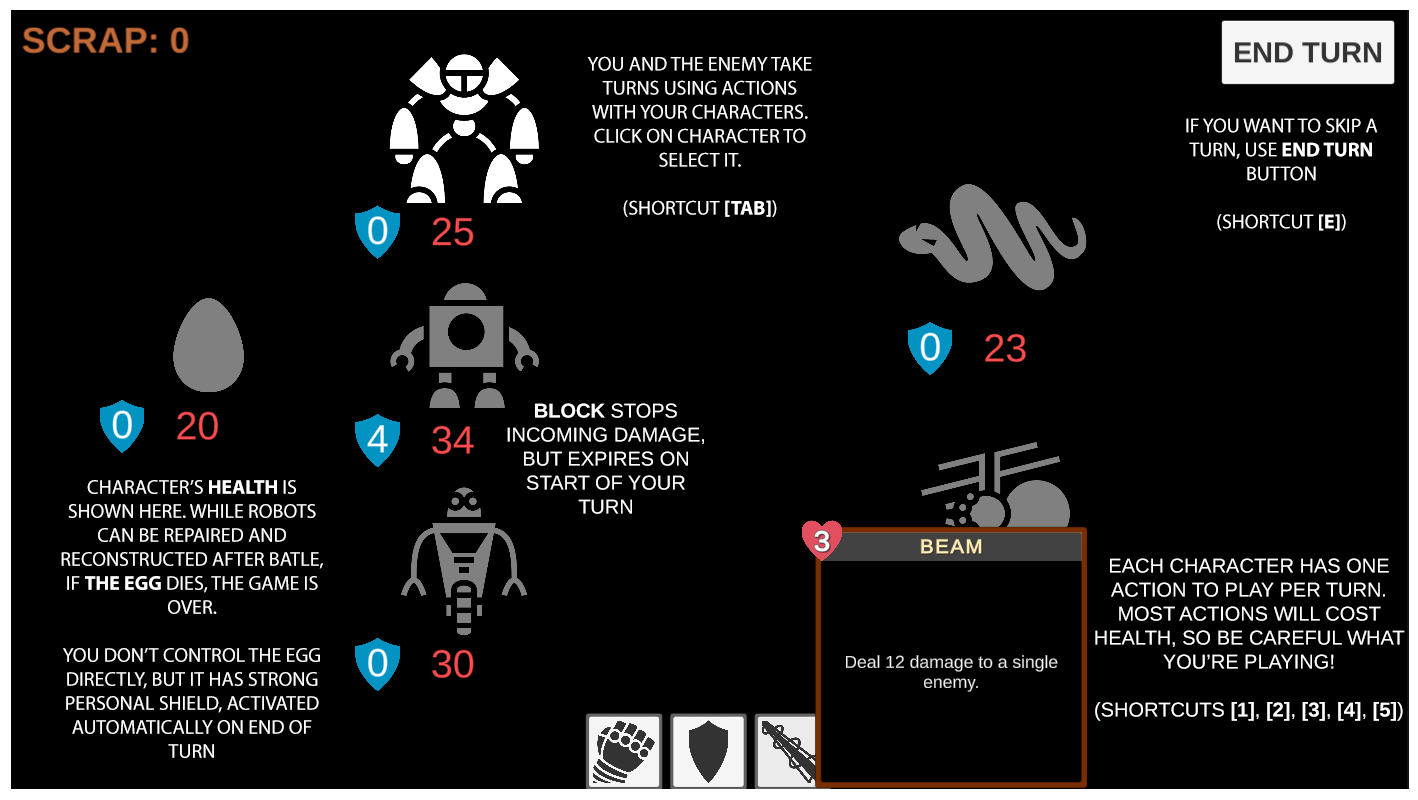 SCRAP: 0
END TURN
YOU AND THE ENEMY TAKE
TURNS USING ACTIONS
WITH YOUR CHARACTERS.
CLICK ON CHARACTER TO
SELECT IT.
(SHORTCUT [TAB])
IF YOU WANT TO SKIP A
TURN, USE END TURN
BUTTON
(SHORTCUT [E])
0 25
0 23
0 20
4 34
BLOCK STOPS
INCOMING DAMAGE,
BUT EXPIRES ON
START OF YOUR
TURN
CHARACTER'S HEALTH IS
SHOWN HERE. WHILE ROBOTS
CAN BE REPAIRED AND
RECONSTRUCTED AFTER BATLE,
IF THE EGG DIES, THE GAME IS
OVER.
YOU DON'T CONTROL THE EGG
DIRECTLY, BUT IT HAS STRONG
PERSONAL SHIELD, ACTIVATED
AUTOMATICALLY ON END OF
TURN
0 30
3
BEAM
Deal 12 damage to a single
enemy.
EACH CHARACTER HAS ONE
ACTION TO PLAY PER TURN.
MOST ACTIONS WILL COST
HEALTH, SO BE CAREFUL WHAT
YOU'RE PLAYING!
(SHORTCUTS [1], [2], [3], [4], [5])